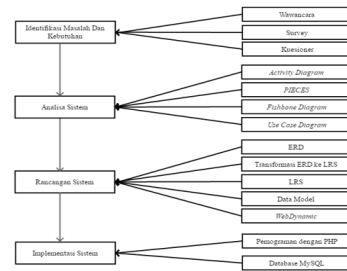 Identifikasi Masalah Dan
Kebutuhan
Wawancara
Survey
Kuesioner
Analisa Sistem
Activity Diagram
PIECES
Fishbone Diagram
Use Case Diagram
Rancangan Sistem
ERD
Transformasi ERD ke LRS
LRS
Data Model
WebDynamic
Implementasi Sistem
Pemograman dengan PHP
Database MySQL